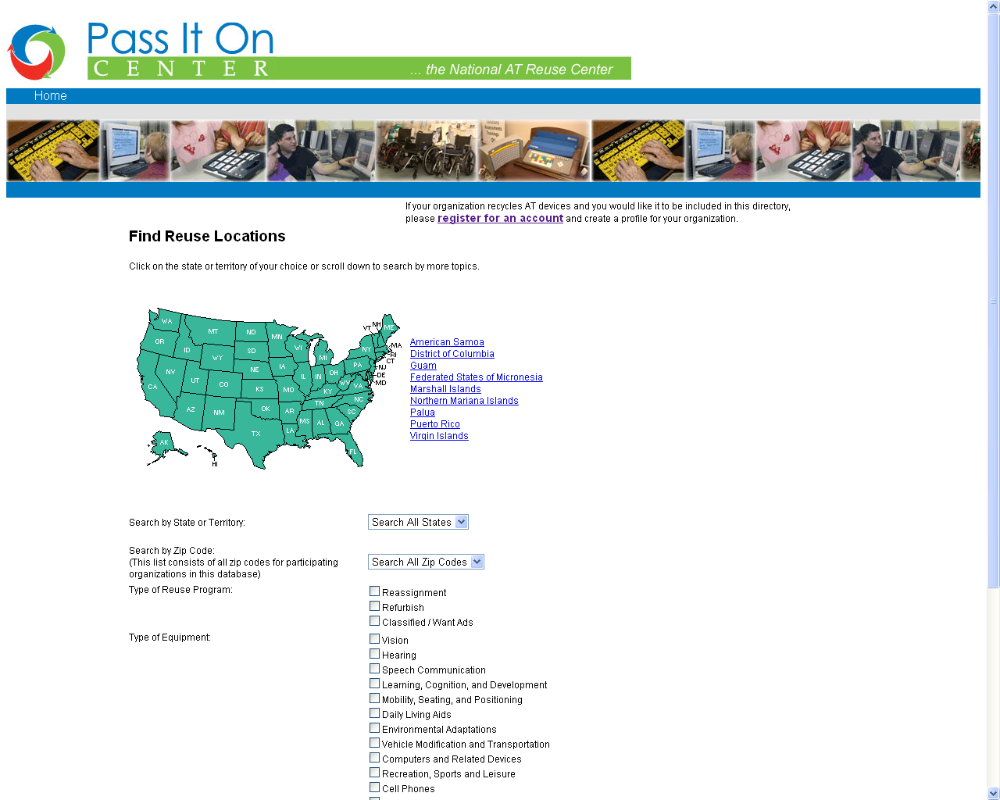 Pass It On
CENTER
... the National AT Reuse Center
Home
If your organization recycles AT devices and you would like it to be included in this directory,
please register for an account and create a profile for your organization.
Find Reuse Locations
Click on the state or territory of your choice or scroll down to search by more topics.
WA
MT
ND
MN
OR
ID
WY
SD
WI
MI
VT
NH
ME
NY
MA
RI
CT
NJ
DE
MD
NV
UT
CO
NE
IA
IL
IN
OH
PA
CA
KS
MO
KY
WV
VA
NC
AZ
NM
OK
AR
TN
SC
MS
AL
GA
TX
LA
FL
AK
HI
American Samoa
District of Columbia
Guam
Federated States of Micronesia
Marshall Islands
Northern Mariana Islands
Palua
Puerto Rico
Virgin Islands
Search by State or Territory:
Search All States
Search by Zip Code:
(This list consists of all zip codes for participating
organizations in this database)
Search All Zip Codes
Type of Reuse Program:
Reassignment
Refurbish
Classified / Want Ads
Type of Equipment:
Vision
Hearing
Speech Communication
Learning, Cognition, and Development
Mobility, Seating, and Positioning
Daily Living Aids
Environmental Adaptations
Vehicle Modification and Transportation
Computers and Related Devices
Recreation, Sports and Leisure
Cell Phones